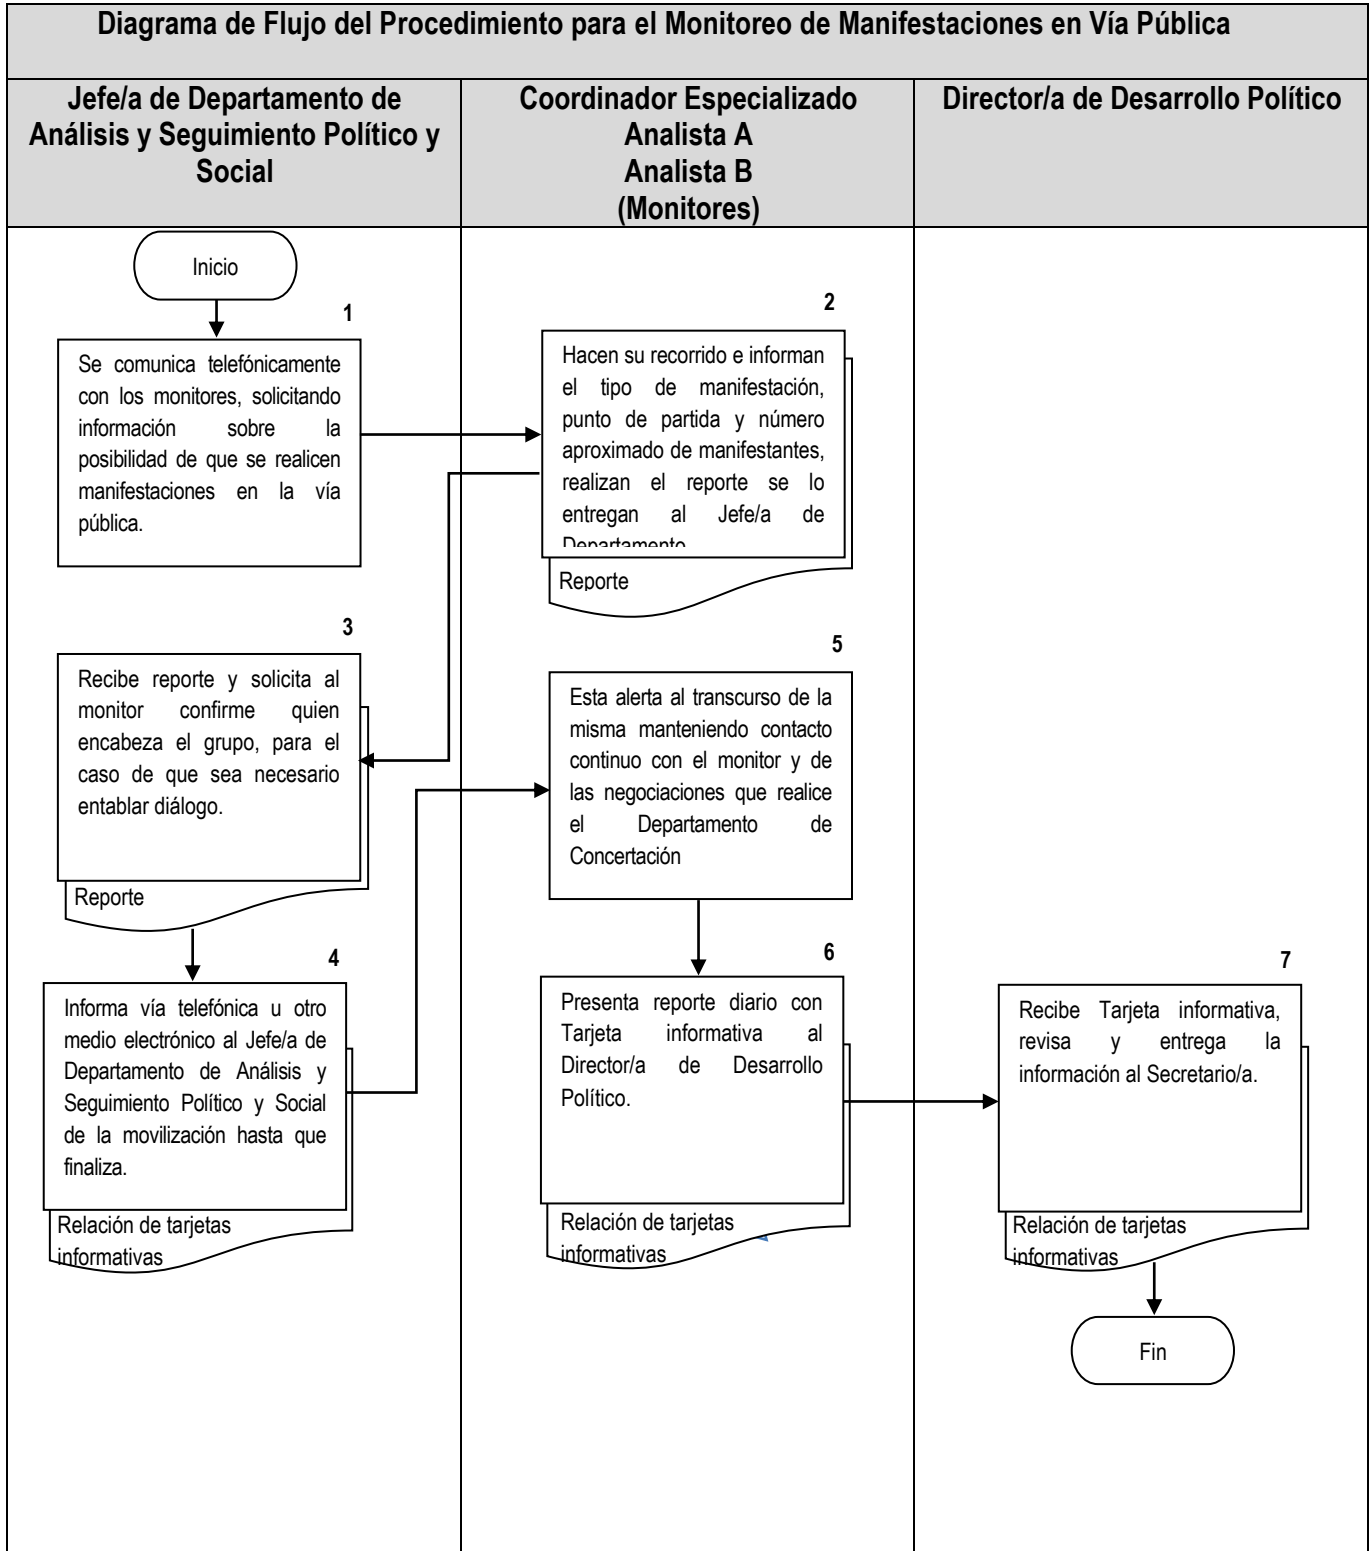 Diagrama de Flujo del Procedimiento para el Monitoreo de Manifestaciones en Vía Pública
Jefe/a de Departamento de
Análisis y Seguimiento Político y
Social
Coordinador Especializado
Analista A
Analista B
(Monitores)
Director/a de Desarrollo Político
Inicio
1
Se comunica telefónicamente
con los monitores, solicitando
información sobre la
posibilidad de que se realicen
manifestaciones en la vía
pública.
2
Hacen su recorrido e informan
el tipo de manifestación,
punto de partida y número
aproximado de manifestantes,
realizan el reporte se lo
entregan al Jefe/a de
Departamento
Reporte
3
Recibe reporte y solicita al
monitor confirme quien
encabeza el grupo, para el
caso de que sea necesario
entablar diálogo.
Reporte
4
Informa vía telefónica u otro
medio electrónico al Jefe/a de
Departamento de Análisis y
Seguimiento Político y Social
de la movilización hasta que
finaliza.
Relación de tarjetas
informativas
5
Esta alerta al transcurso de la
misma manteniendo contacto
continuo con el monitor y de
las negociaciones que realice
el Departamento de
Concertación
6
Presenta reporte diario con
Tarjeta informativa al
Director/a de Desarrollo
Político.
Relación de tarjetas
informativas
7
Recibe Tarjeta informativa,
revisa y entrega la
información al Secretario/a.
Relación de tarjetas
informativas
Fin